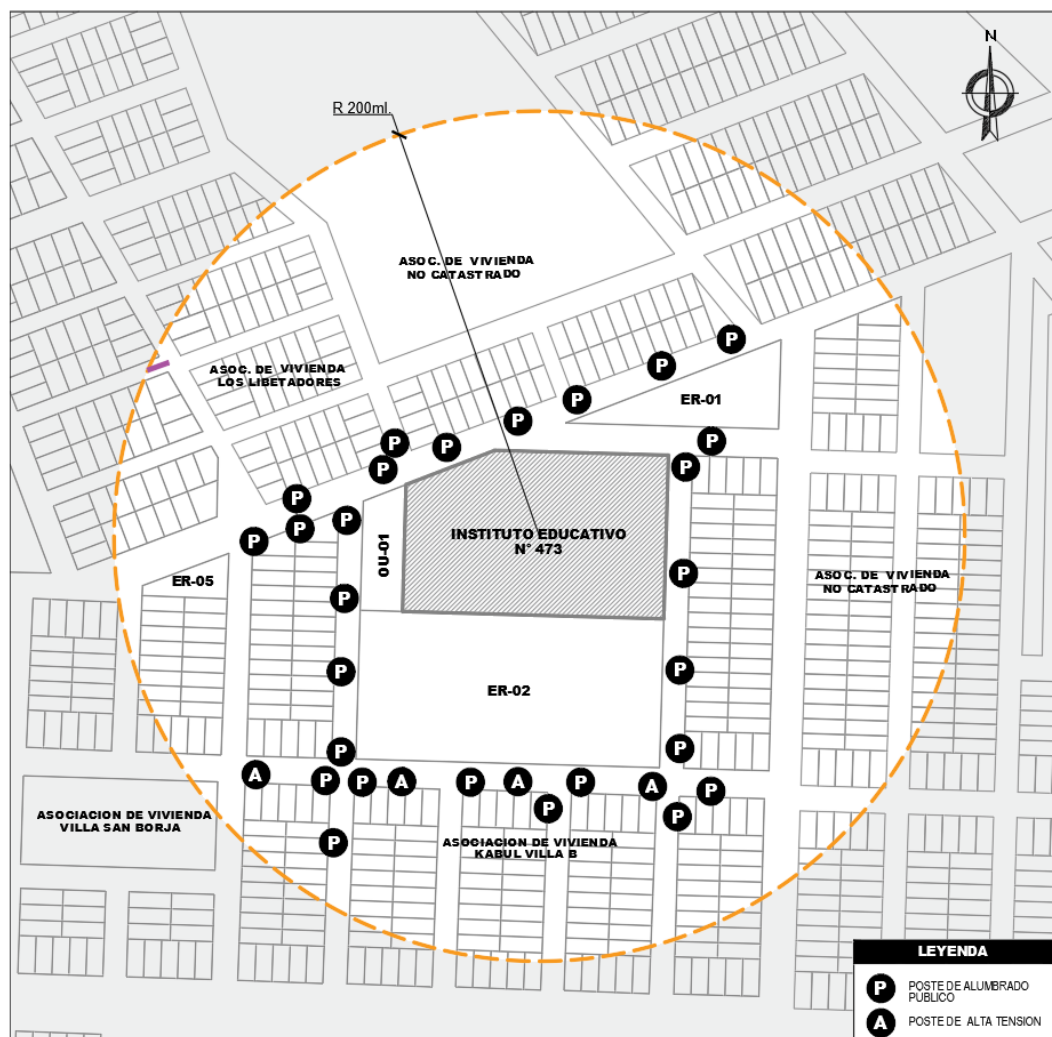 N
R 200ml.
ASOC. DE VIVIENDA
NO CATASTRADO
P
P
ASOC. DE VIVIENDA
LOS LIBETADORES
P
ER-01
P
P
P
P
P
P
P
P
P
P
INSTITUTO EDUCATIVO
N° 473
OU-01
P
ER-05
P
ASOC. DE VIVIENDA
NO CATASTRADO
P
P
P
ER-02
P
P
A
P
P
A
P
A
P
A
P
P
P
ASOCIACION DE VIVIENDA
VILLA SAN BORJA
P
ASOCIACION DE VIVIENDA
KABUL VILLA B
LEYENDA
P POSTE DE ALUMBRADO
PUBLICO
A POSTE DE ALTA TENSION